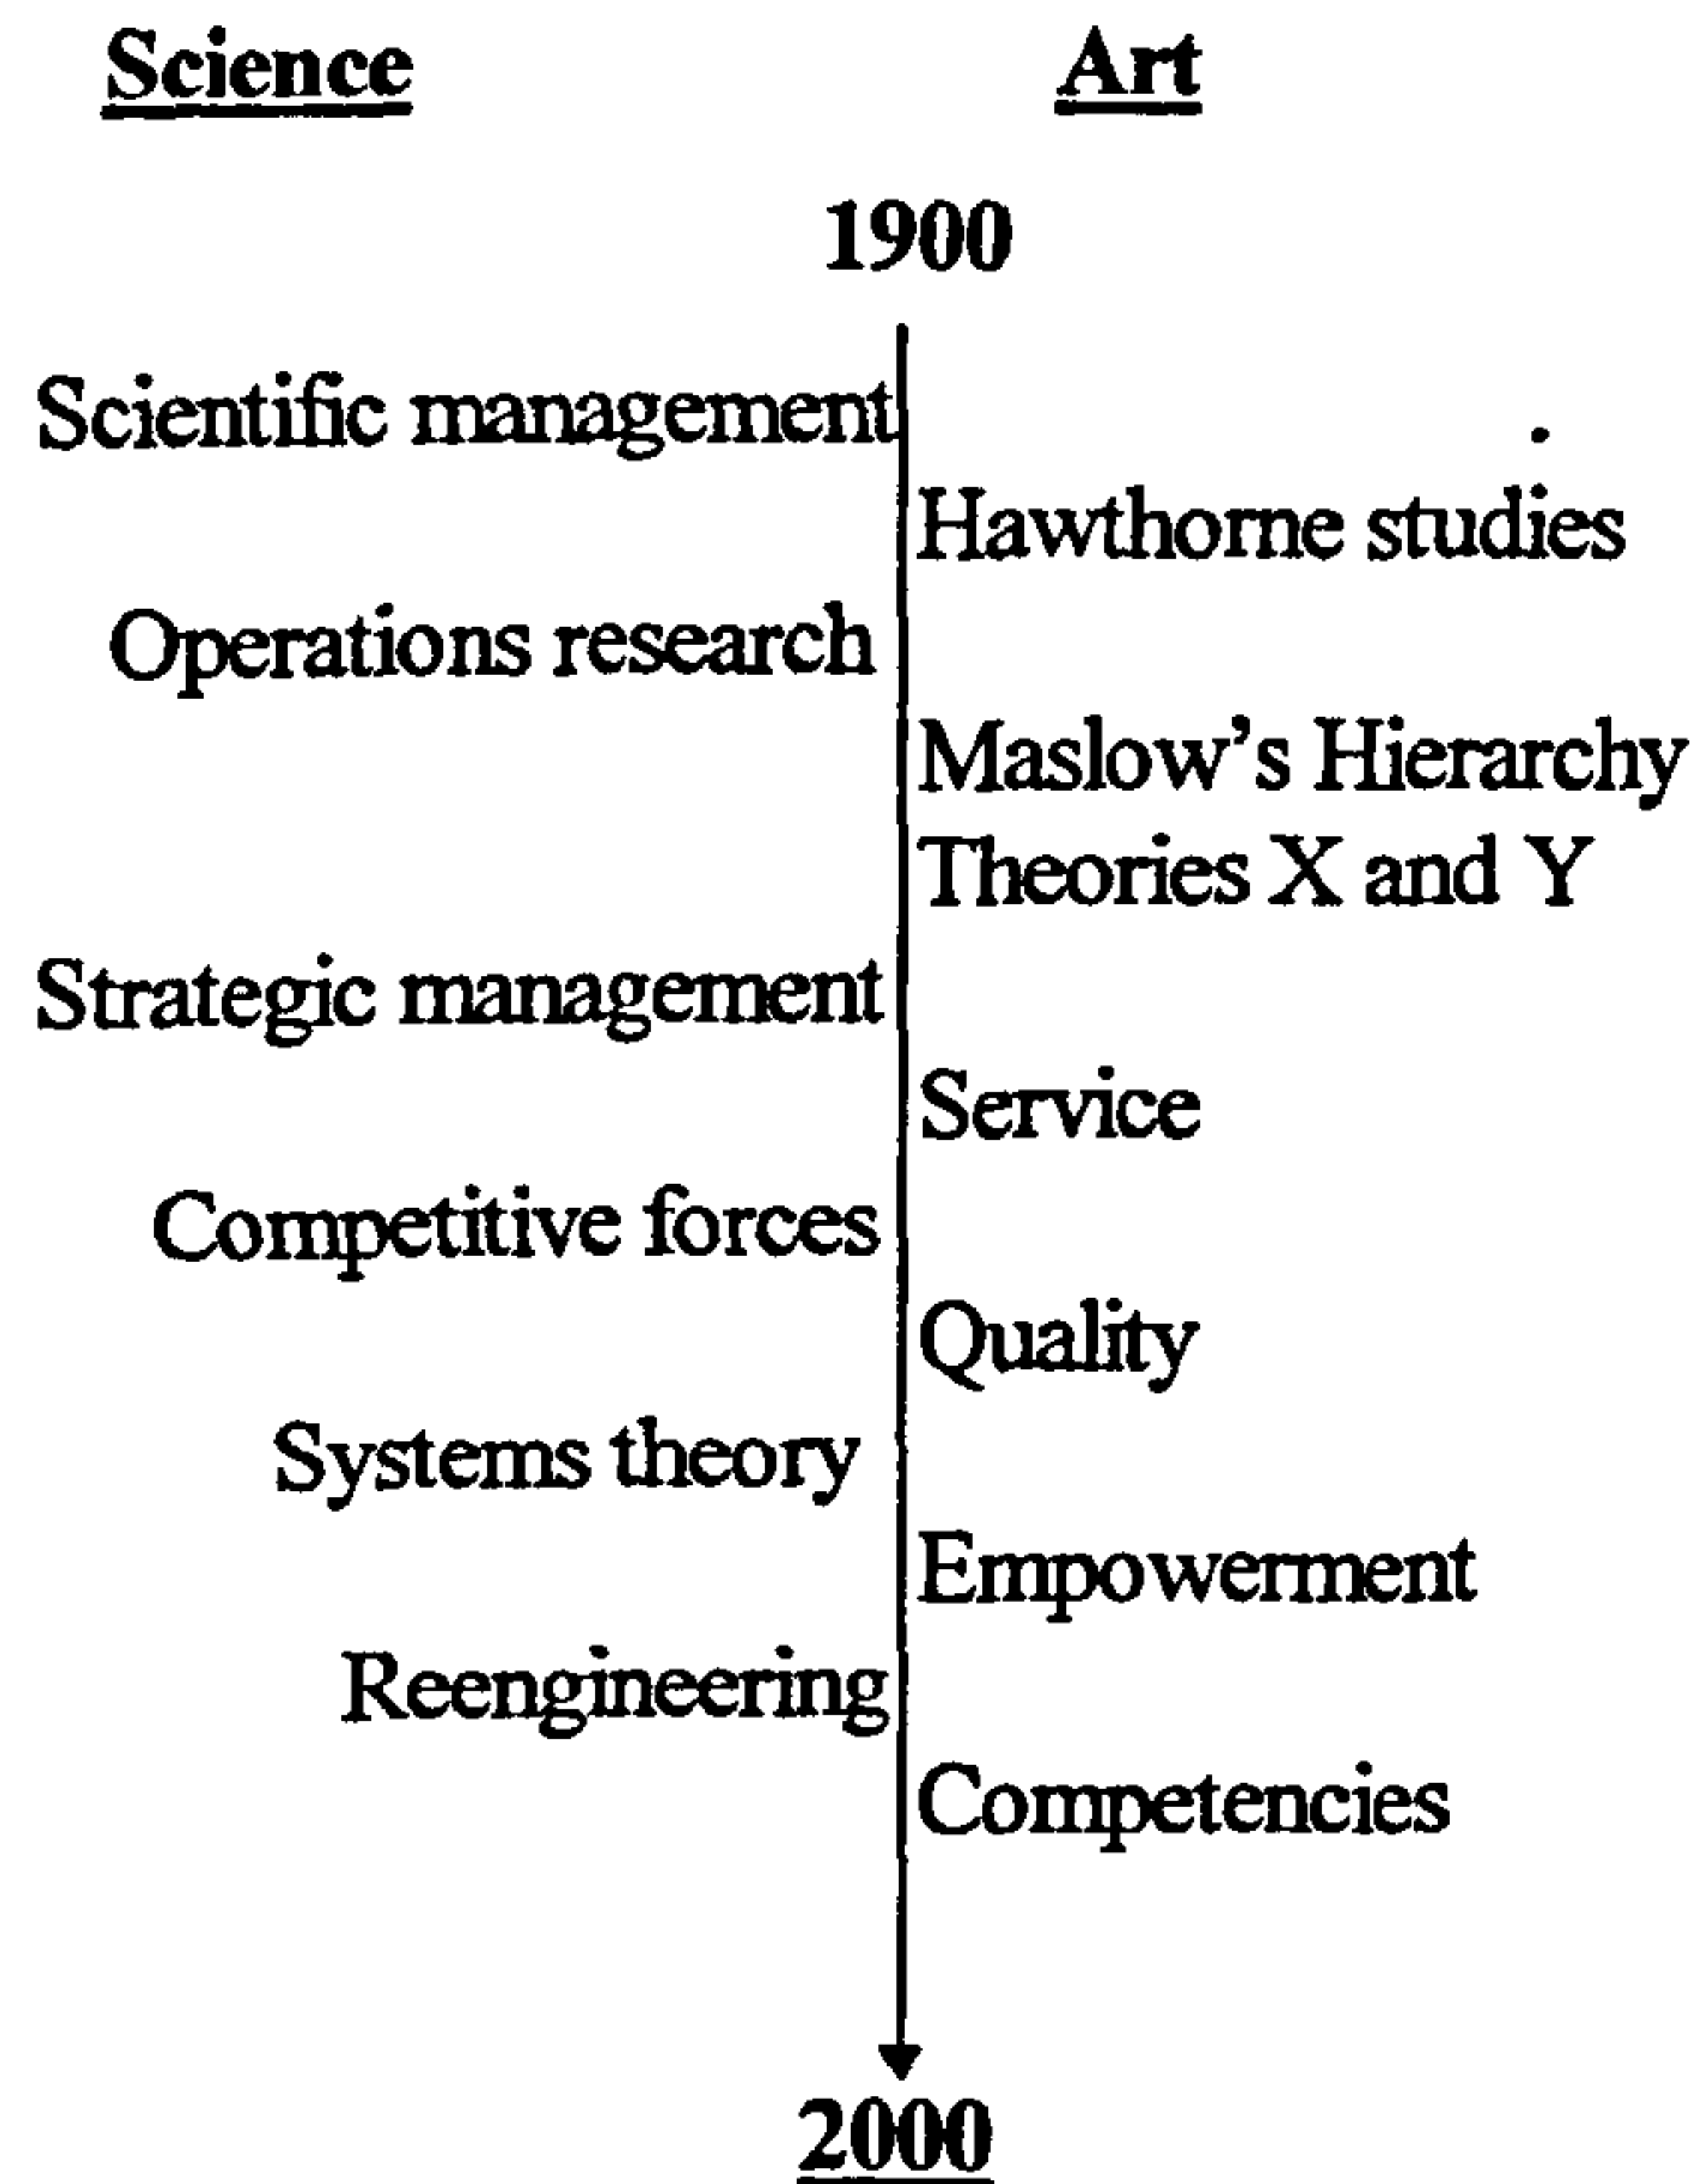 Science Art
1900
Scientific management
Hawthorne studies
Operations research
Maslow's Hierarchy
Theories X and Y
Strategic management
Service
Competitive forces
Quality
Systems theory
Empowerment
Reengineering
Competencies
2000